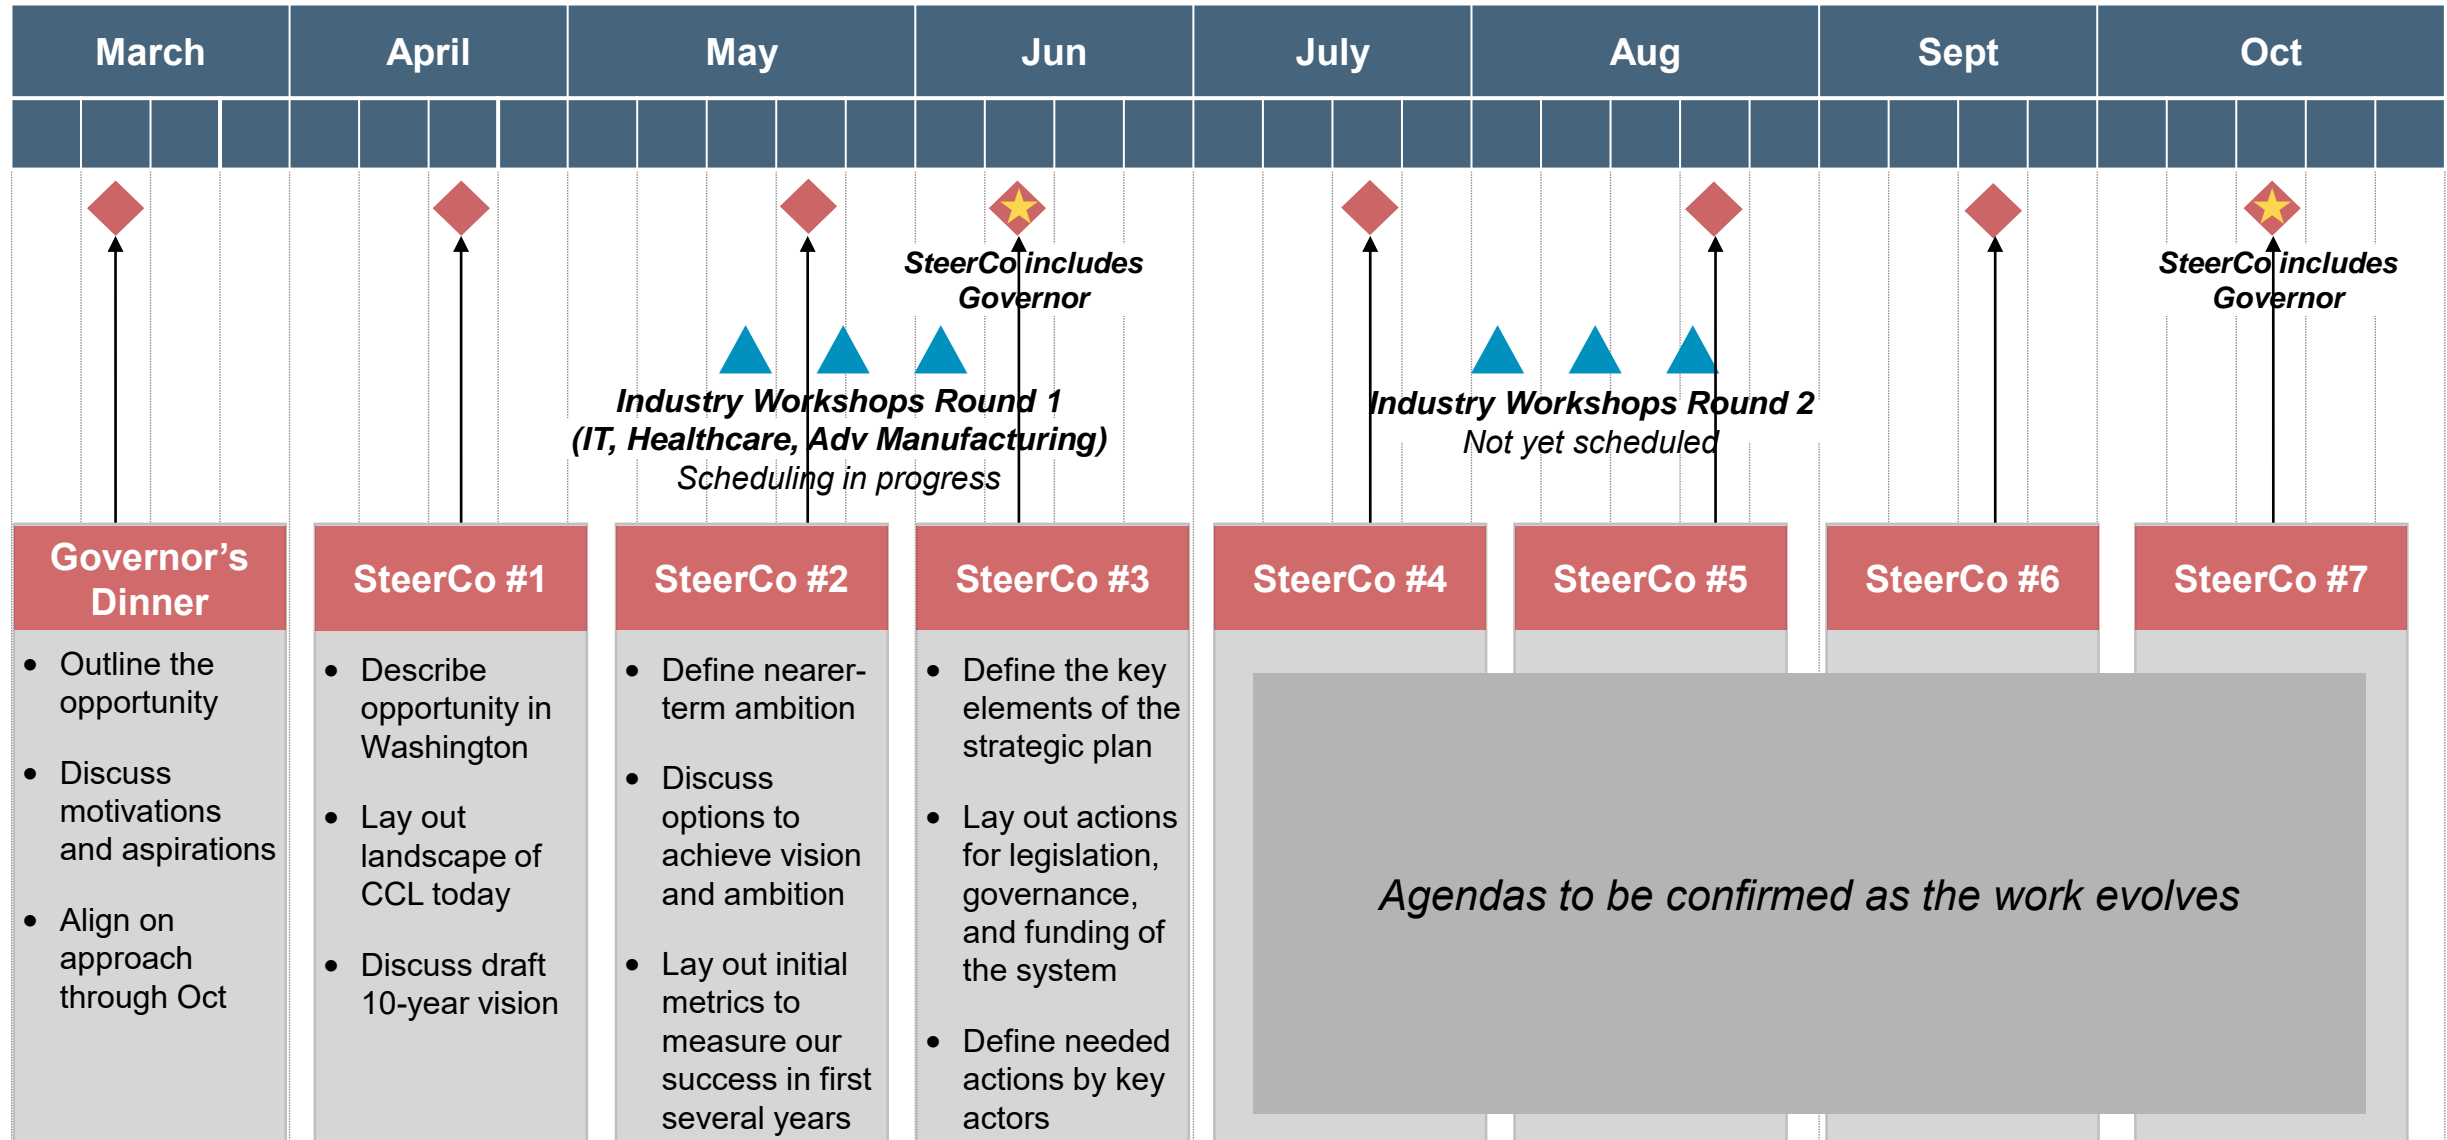 March
April
May
Jun
July
Aug
Sept
Oct
SteerCo includes
Governor
SteerCo includes
Governor
Industry Workshops Round 1
(IT, Healthcare, Adv Manufacturing)
Scheduling in progress
Industry Workshops Round 2
Not yet scheduled
Governor’s
Dinner
• Outline the
opportunity
• Discuss
motivations
and aspirations
• Align on
approach
through Oct
SteerCo #1
• Describe
opportunity in
Washington
• Lay out
landscape of
CCL today
• Discuss draft
10-year vision
SteerCo #2
• Define nearer-
term ambition
• Discuss
options to
achieve vision
and ambition
• Lay out initial
metrics to
measure our
success in first
several years
SteerCo #3
• Define the key
elements of the
strategic plan
• Lay out actions
for legislation,
governance,
and funding of
the system
• Define needed
actions by key
actors
SteerCo #4
SteerCo #5
SteerCo #6
SteerCo #7
Agendas to be confirmed as the work evolves